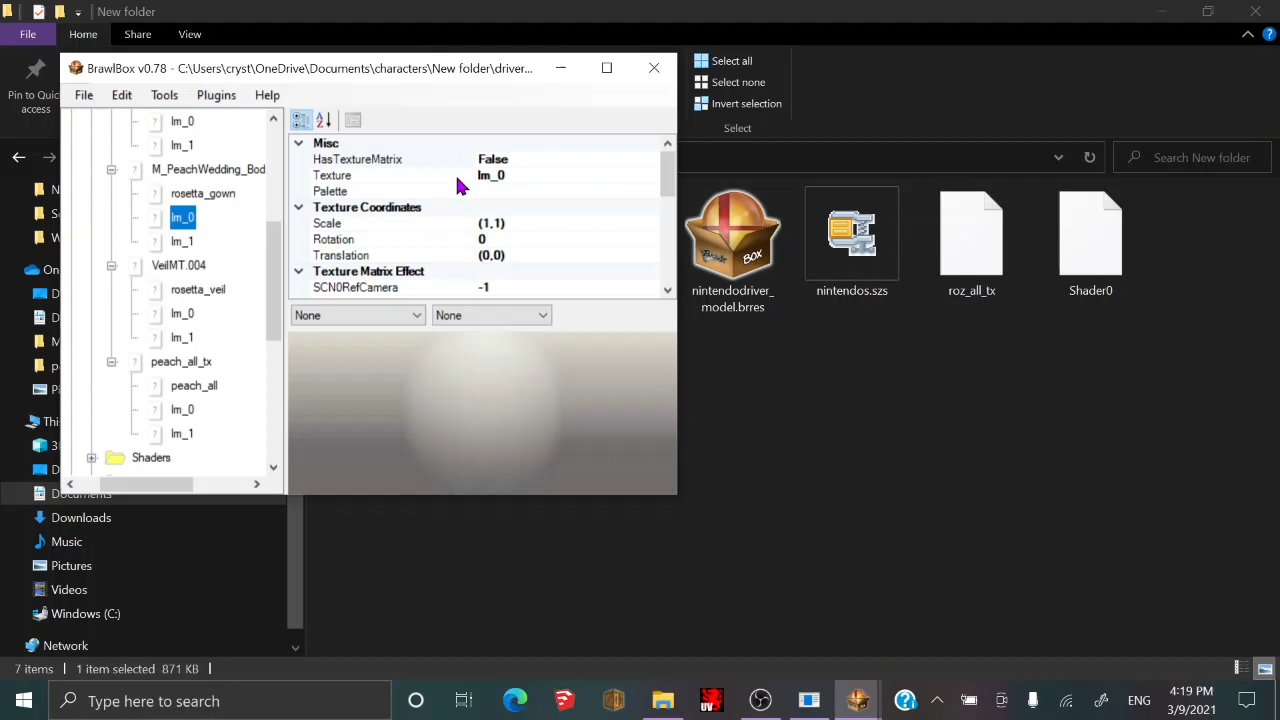 New folder
File
Home
Share
View
Pin to Quick
access
Select all
Select none
Invert selection
Select
BrawlBox v0.78 - C:\Users\cryst\OneDrive\Documents\characters\New folder\driver...
File
Edit
Tools
Plugins
Help
lm_0
lm_1
M_PeachWedding_Bod
rosetta_gown
lm_0
lm_1
VeilMT.004
rosetta_veil
lm_0
lm_1
peach_all_tx
peach_all
lm_0
lm_1
Shaders
Misc
HasTextureMatrix
False
Texture
lm_0
Palette
Texture Coordinates
Scale
(1,1)
Rotation
0
Translation
(0,0)
Texture Matrix Effect
SCN0RefCamera
-1
None
None
Search New folder
BOX
nintendodriver_
model.brres
nintendos.szs
roz_all_tx
Shader0
Documents
Downloads
Music
Pictures
Videos
Windows (C:)
Network
7 items
1 item selected 871 KB
Type here to search
UV
ENG
4:19 PM
3/9/2021